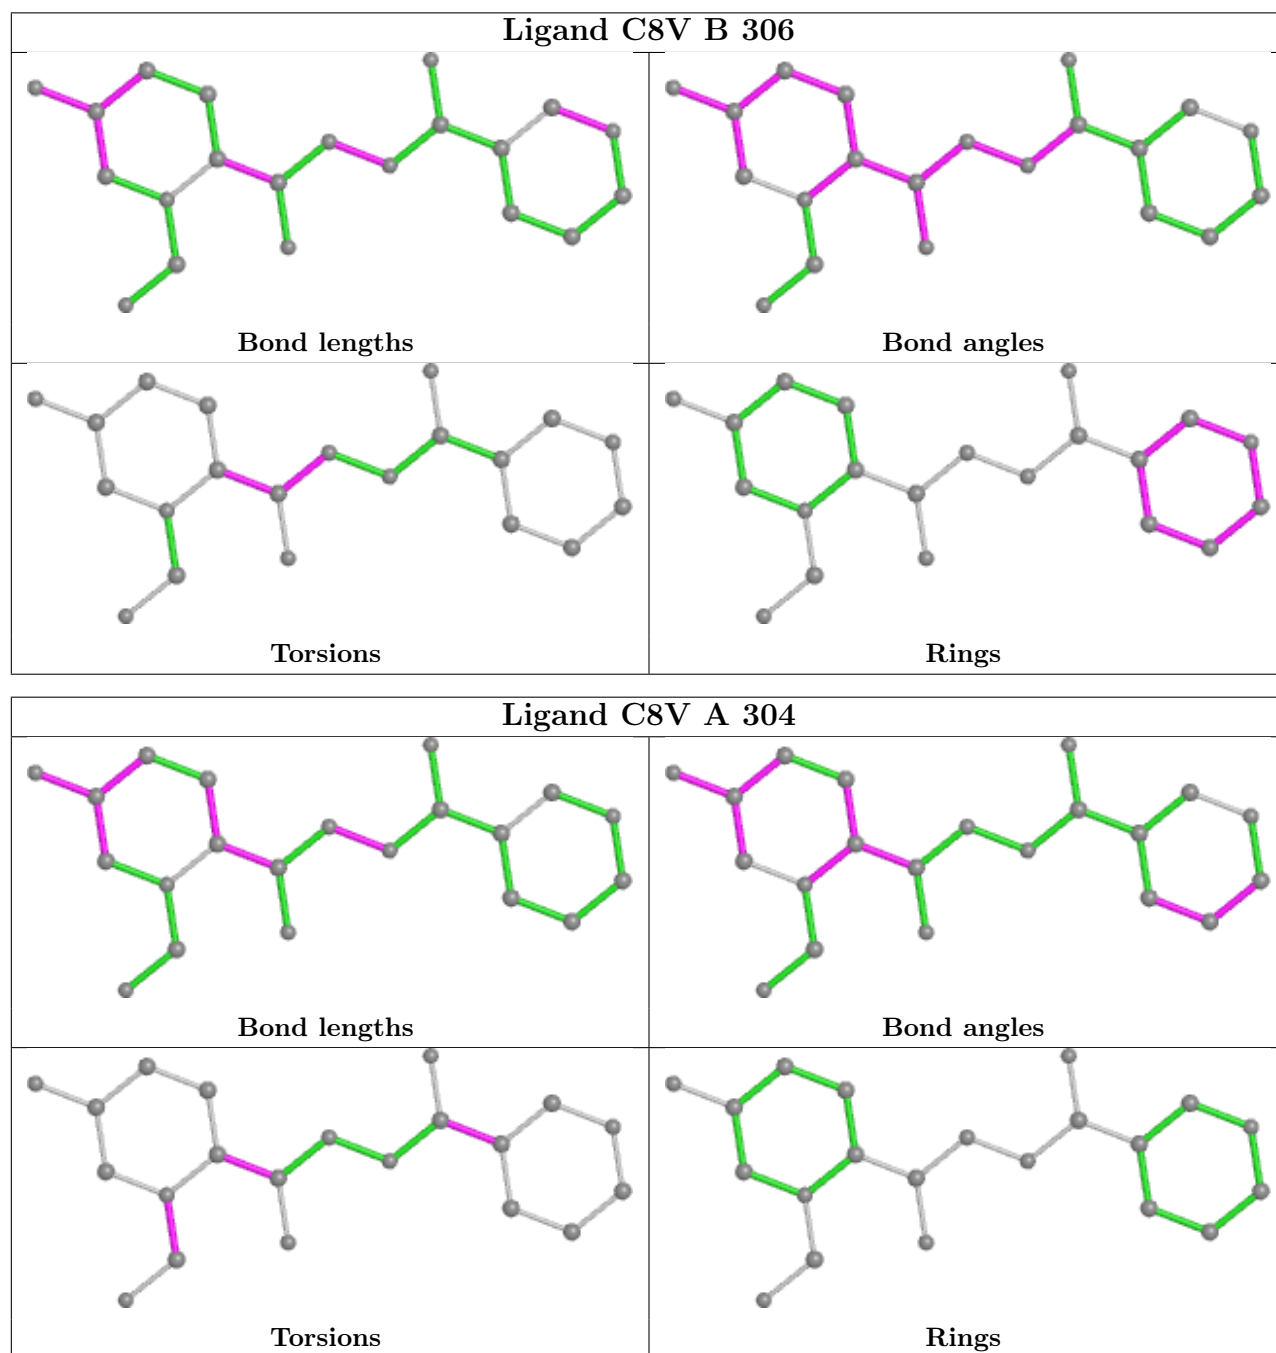 Ligand C8V B 306
Bond lengths
Bond angles
Torsions
Rings
Ligand C8V A 304
Bond lengths
Bond angles
Torsions
Rings